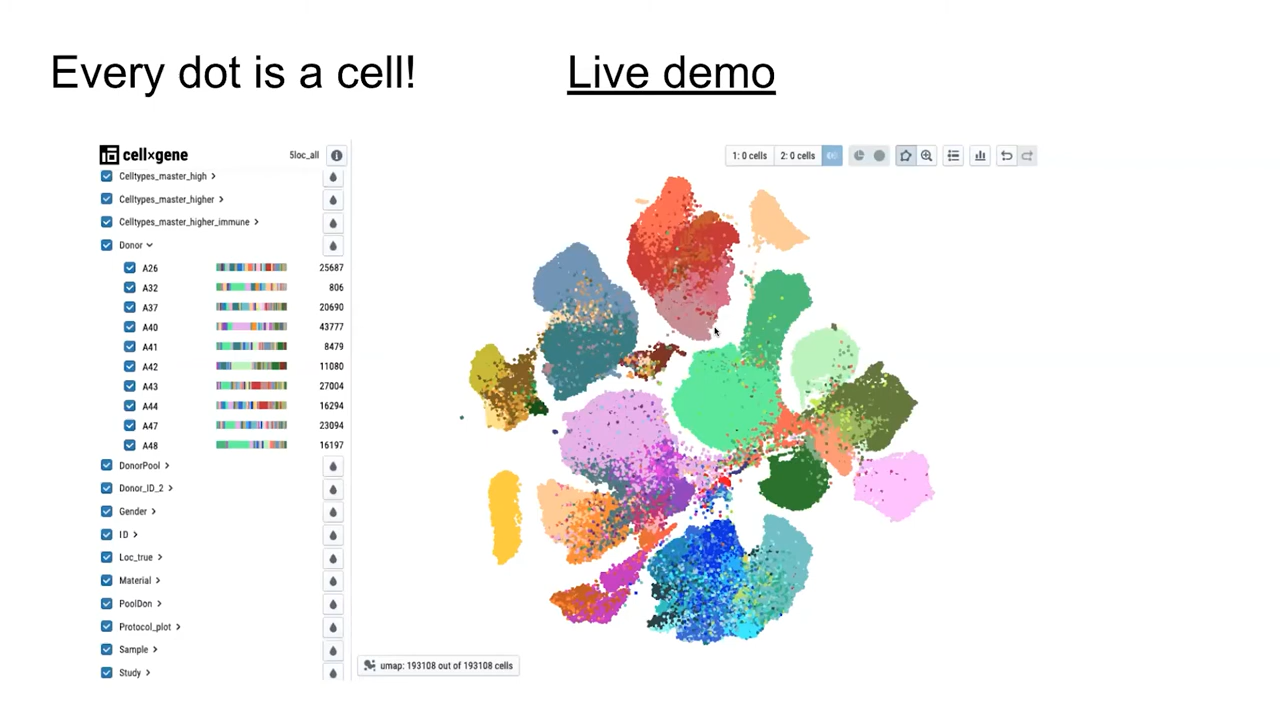 Every dot is a cell!
Live demo
cell×gene
5loc_all
Celltypes_master_high
Celltypes_master_higher
Celltypes_master_higher_immune
Donor
A26 25687
A32 806
A37 20690
A40 43777
A41 8479
A42 11080
A43 27004
A44 16294
A47 23094
A48 16197
DonorPool
Donor_ID_2
Gender
ID
Loc_true
Material
PoolDon
Protocol_plot
Sample
Study
1: 0 cells
2: 0 cells
umap: 193108 out of 193108 cells